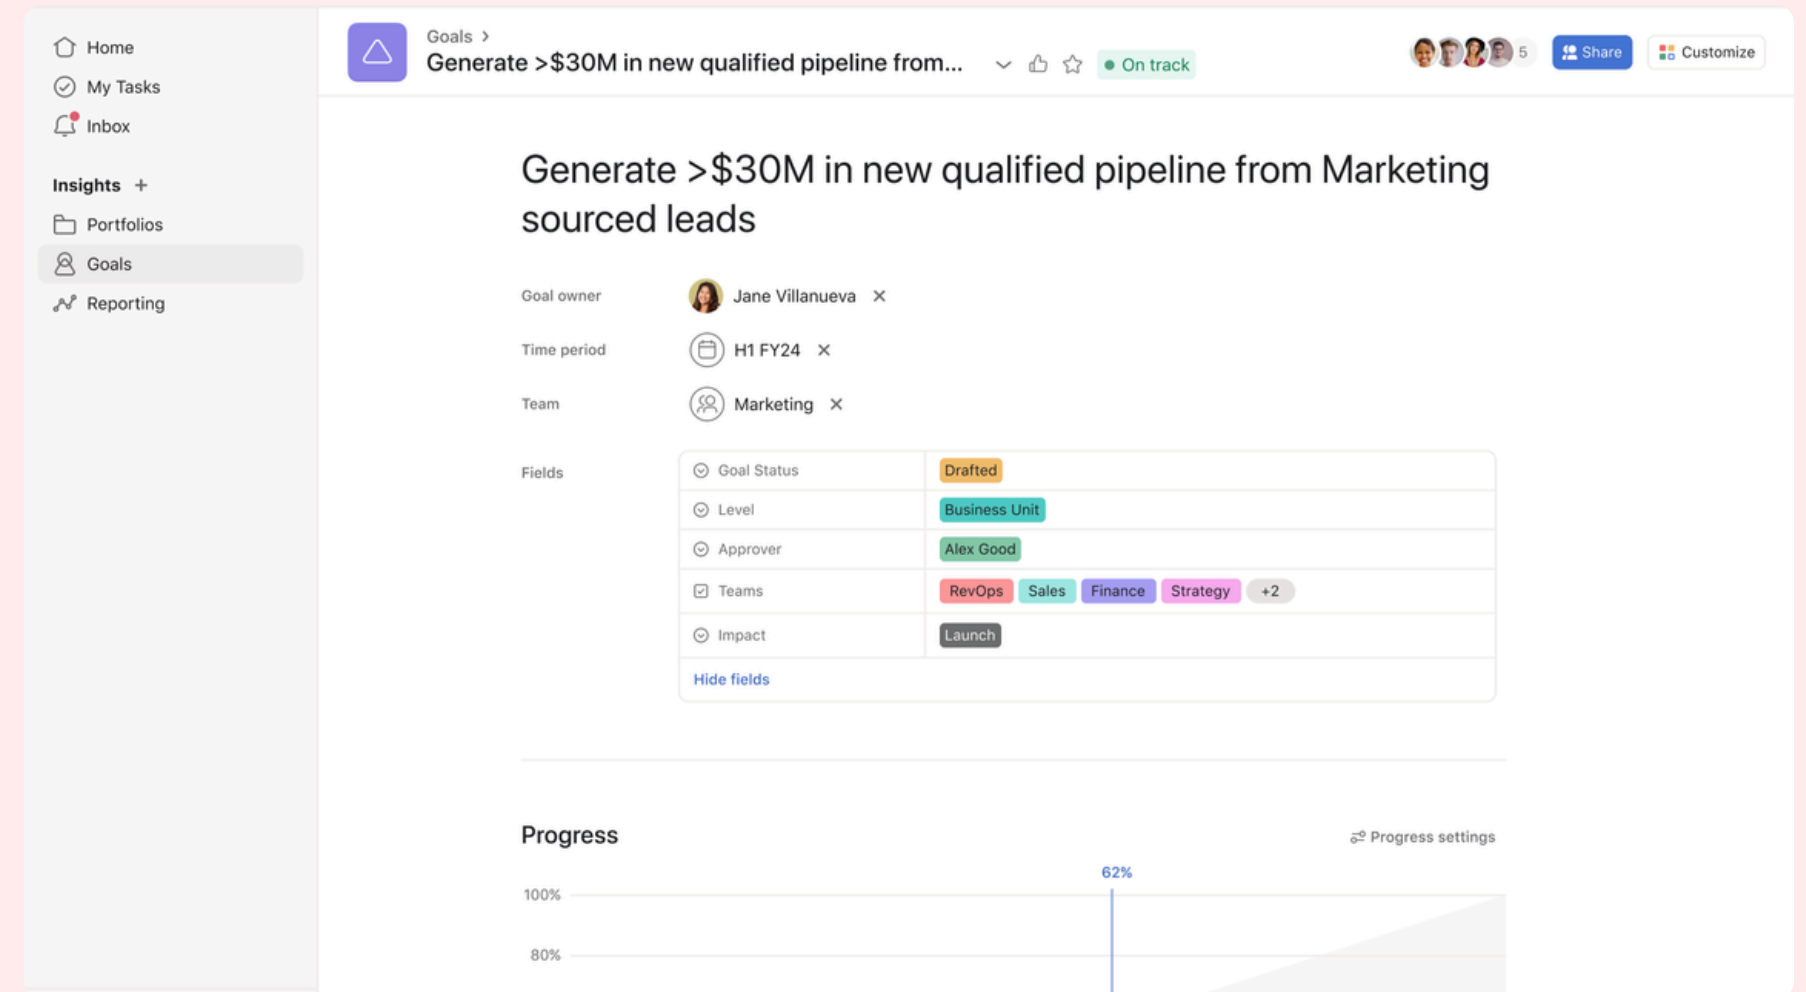 Home
My Tasks
Inbox
Insights +
Portfolios
Goals
Reporting
Goals >
Generate >$30M in new qualified pipeline from...
On track
5
Share
Customize
Generate >$30M in new qualified pipeline from Marketing
sourced leads
Goal owner Jane Villanueva
Time period H1 FY24
Team Marketing
Fields
Goal Status Drafted
Level Business Unit
Approver Alex Good
Teams RevOps Sales Finance Strategy +2
Impact Launch
Hide fields
Progress
Progress settings
62%
100%
80%